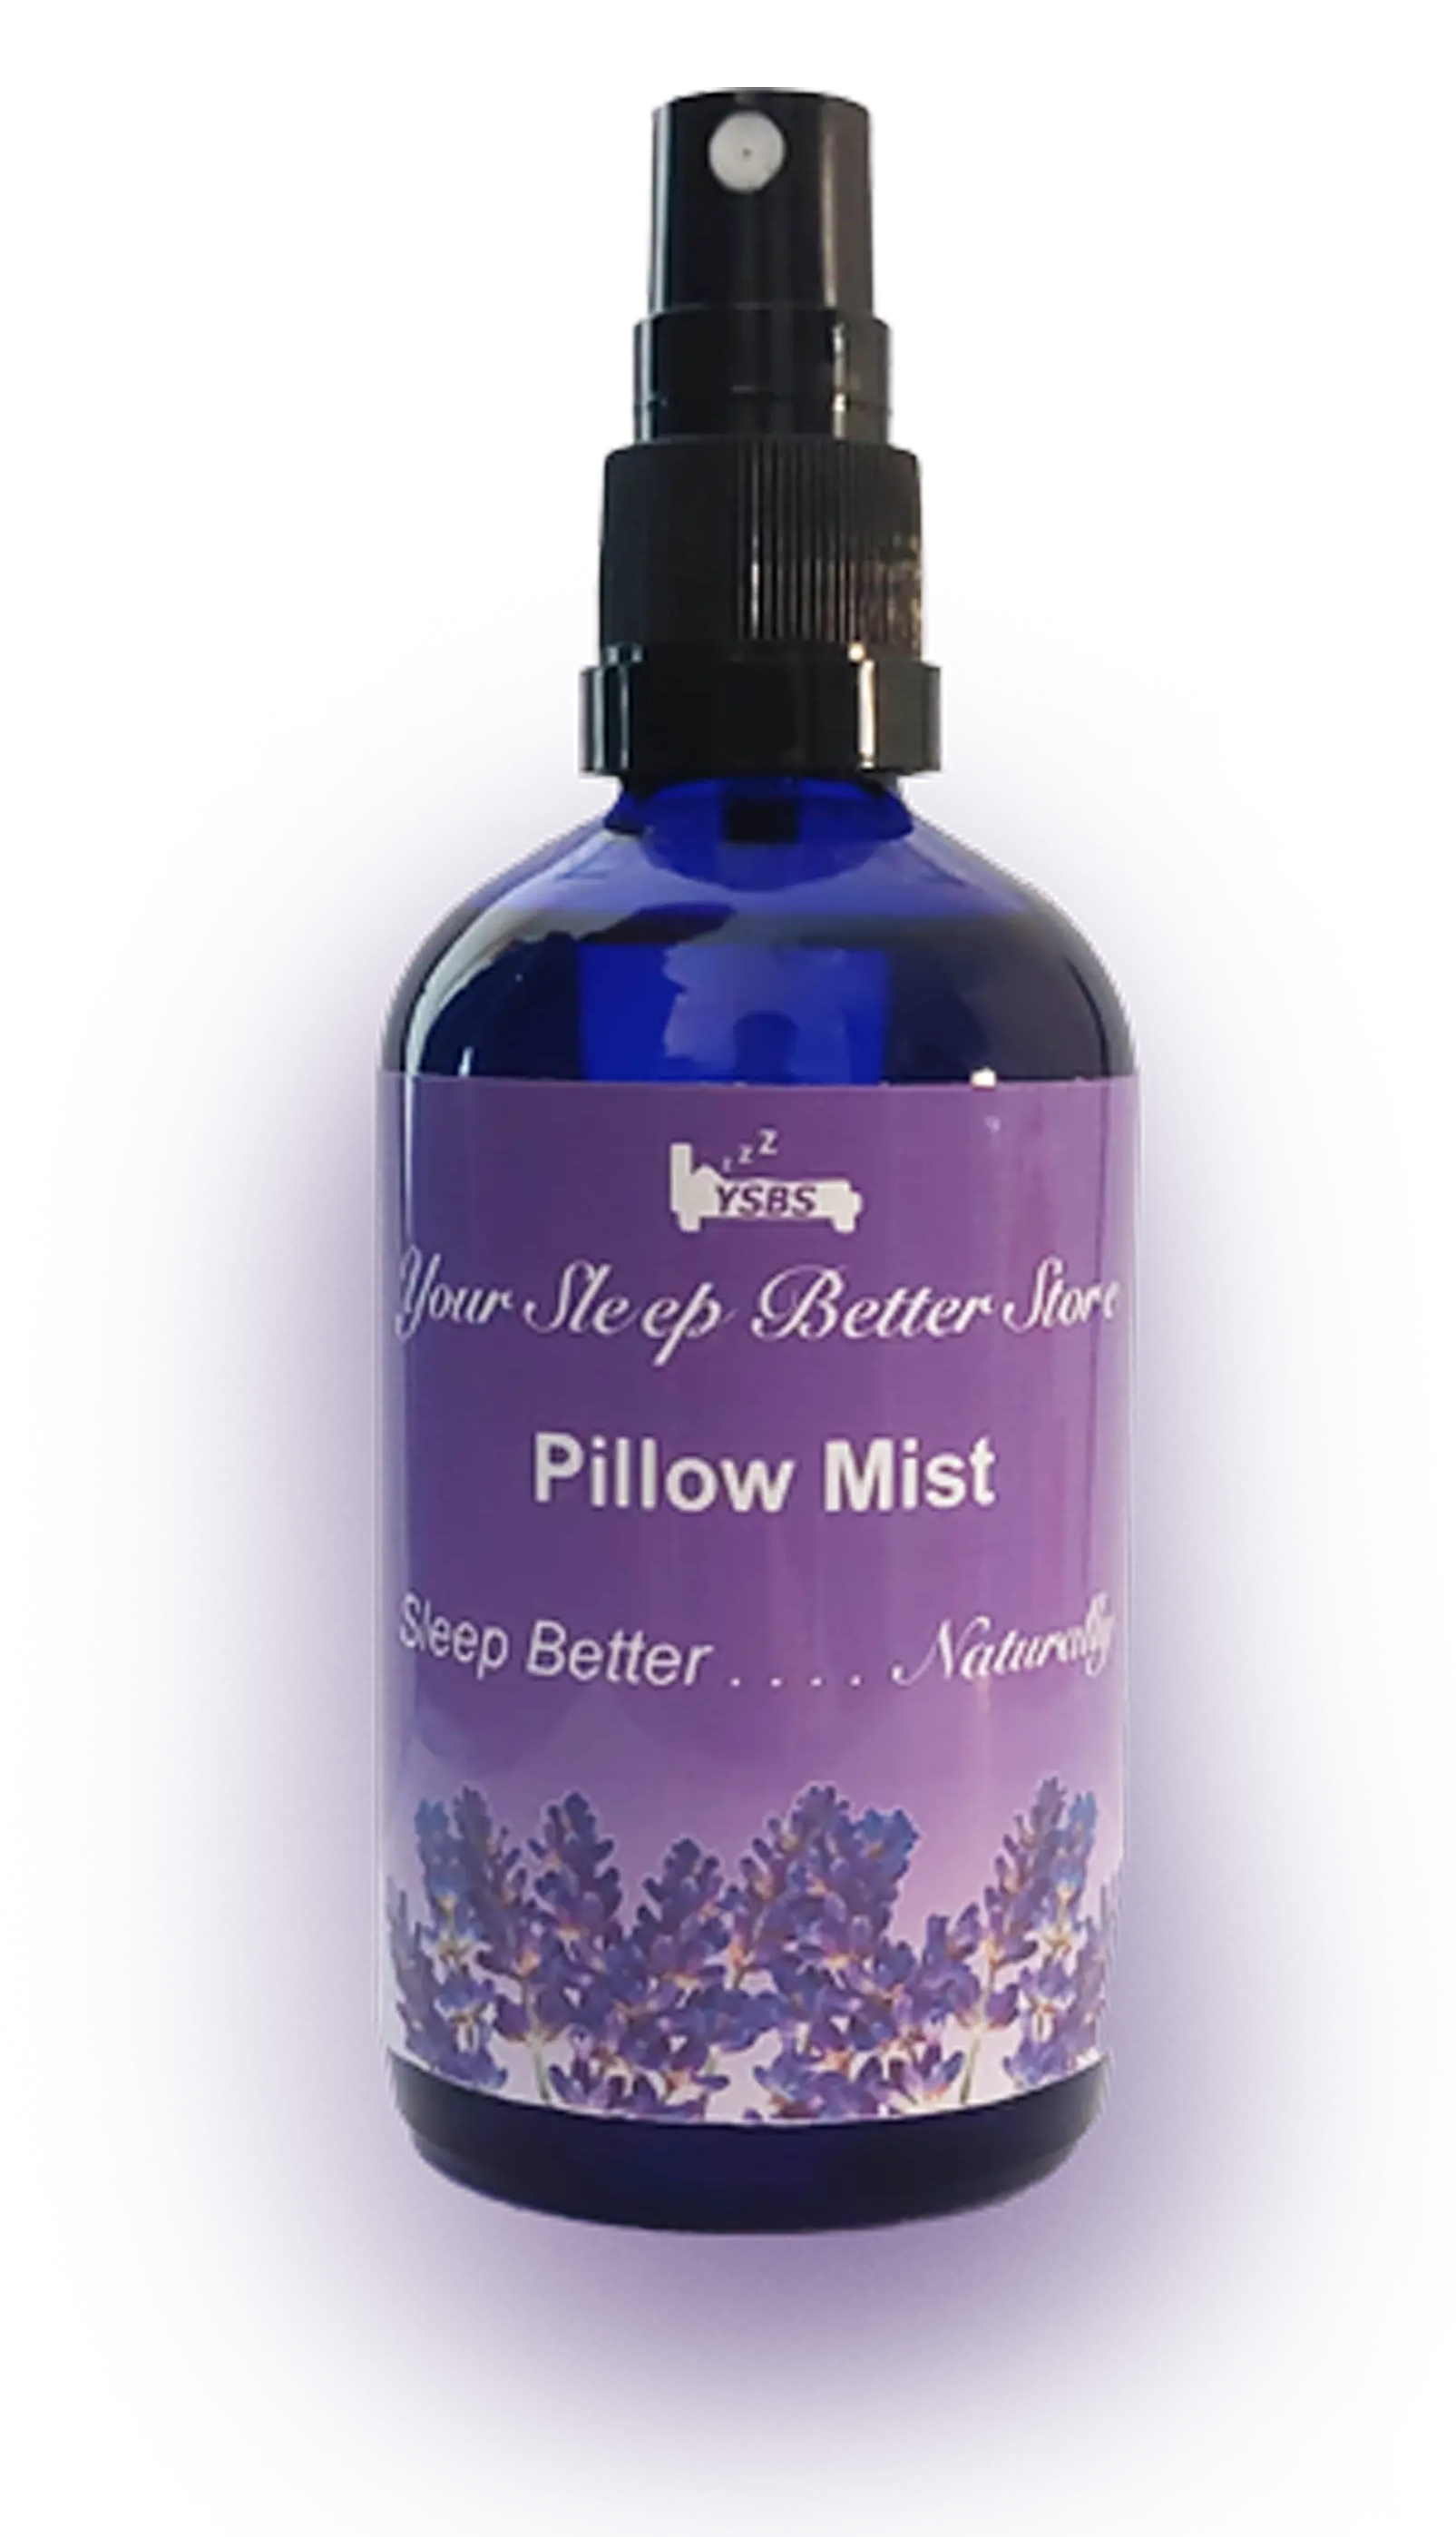 z z Z
YSBS
Your Sleep Better Store
Pillow Mist
Sleep Better . . . . Naturally